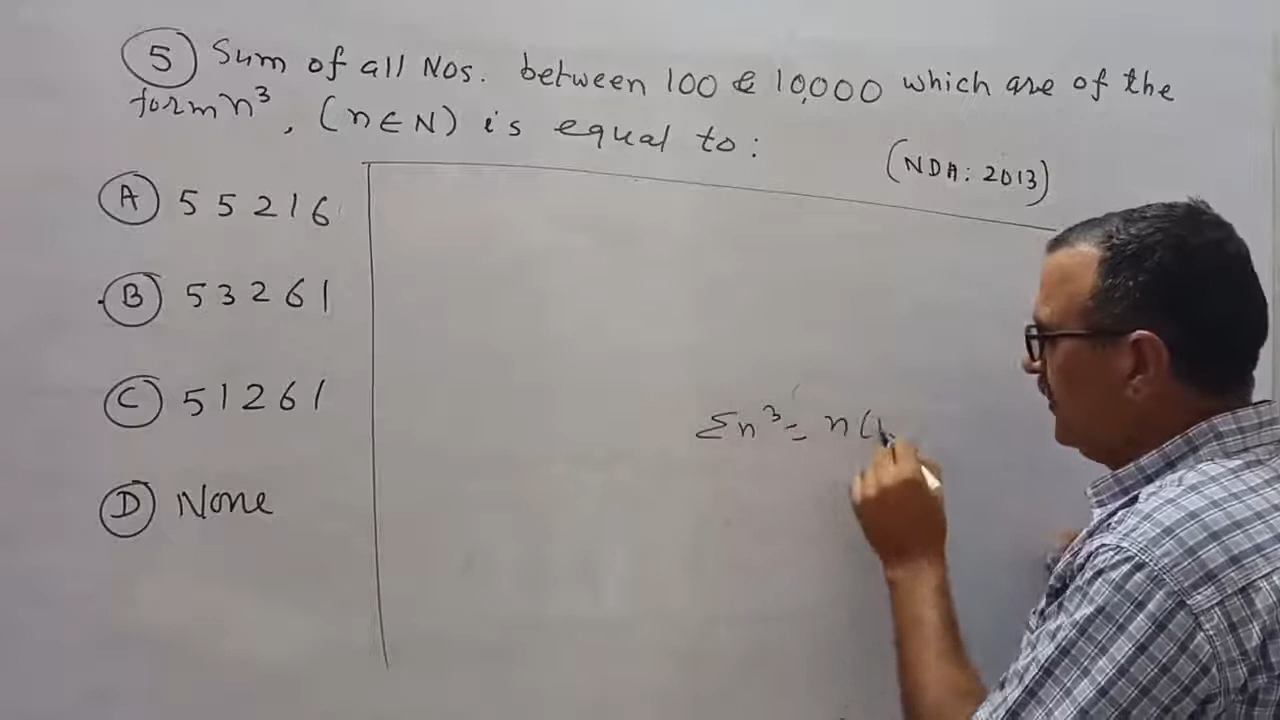 5 Sum of all Nos. between 100 & 10,000 which are of the
form n³, (n∈N) is equal to:
(NDA: 2013)
A 55216
B 53261
C 51261
D None
Σn³ = n(